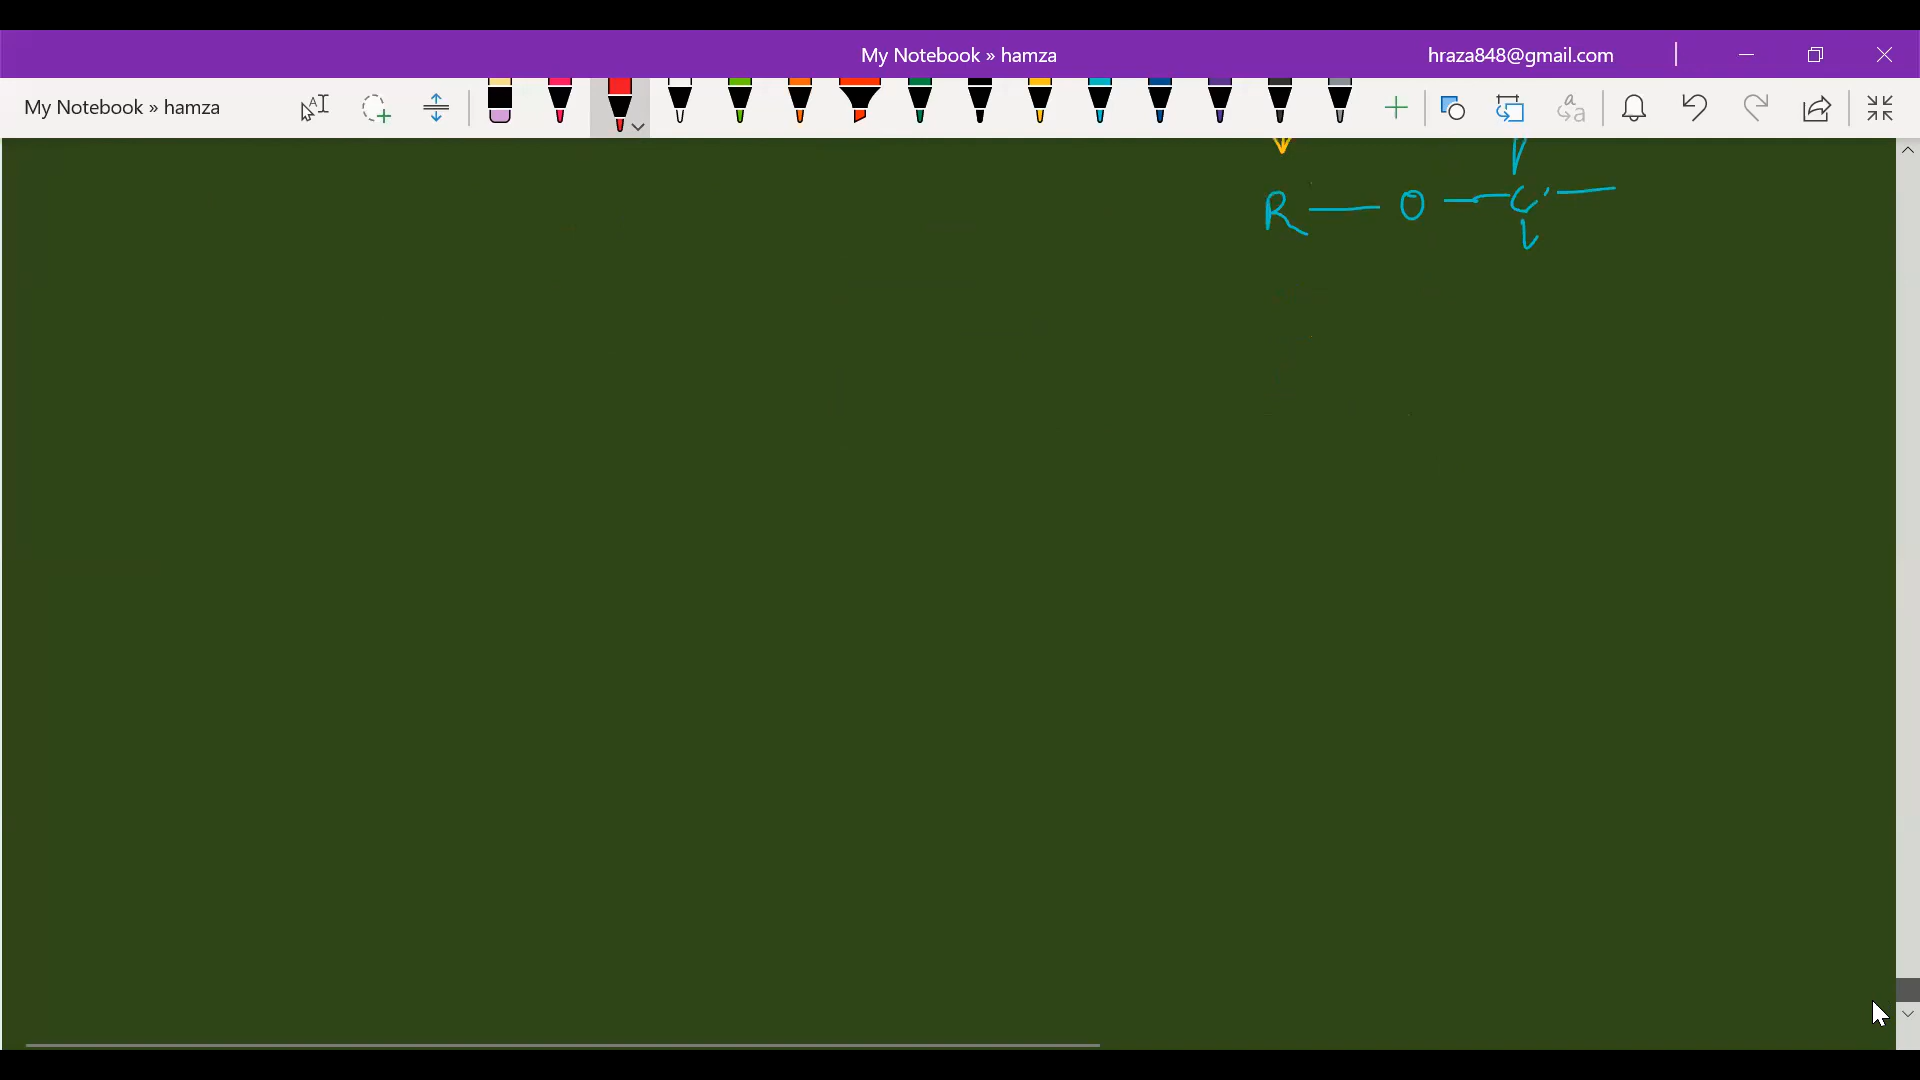 My Notebook » hamza
hraza848@gmail.com
My Notebook » hamza
R — O — C —